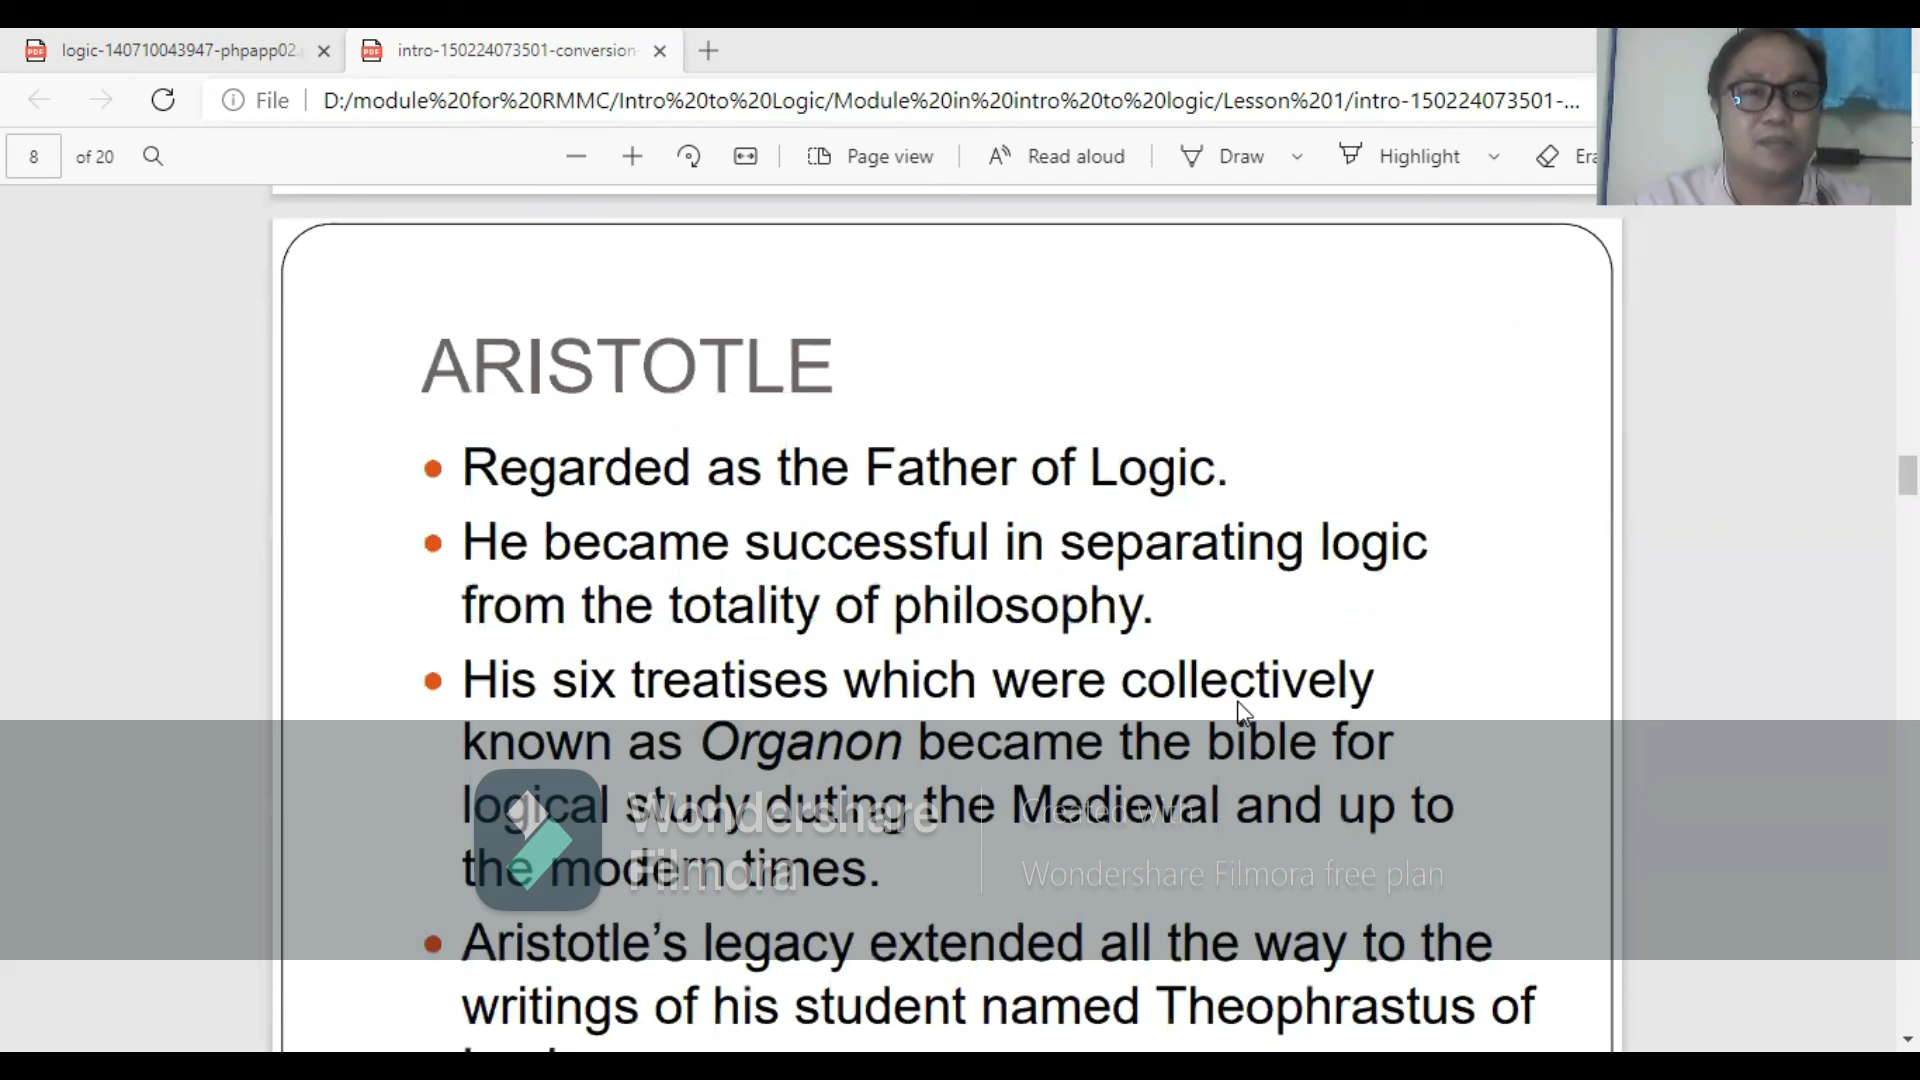 logic-140710043947-phpapp02.
intro-150224073501-conversion
File
D:/module%20for%20RMMC/Intro%20to%20Logic/Module%20in%20intro%20to%20logic/Lesson%201/intro-150224073501-...
8 of 20
Page view
Read aloud
Draw
Highlight
ARISTOTLE
• Regarded as the Father of Logic.
• He became successful in separating logic
from the totality of philosophy.
• His six treatises which were collectively
known as Organon became the bible for
logical study duting the Medieval and up to
the modern times.
Wondershare
Filmora
Created with
Wondershare Filmora free plan
• Aristotle’s legacy extended all the way to the
writings of his student named Theophrastus of